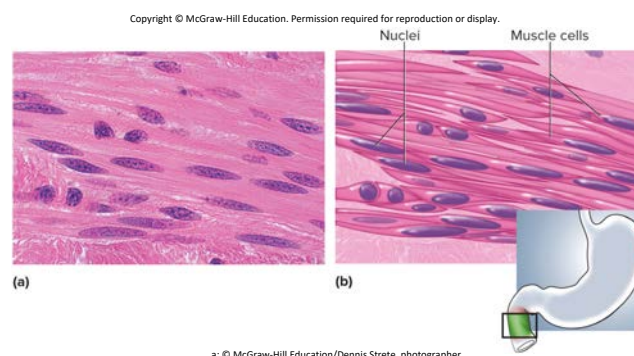 Copyright © McGraw-Hill Education. Permission required for reproduction or display.
Nuclei
Muscle cells
(a)
(b)
a: © McGraw-Hill Education/Dennis Strete, photographer